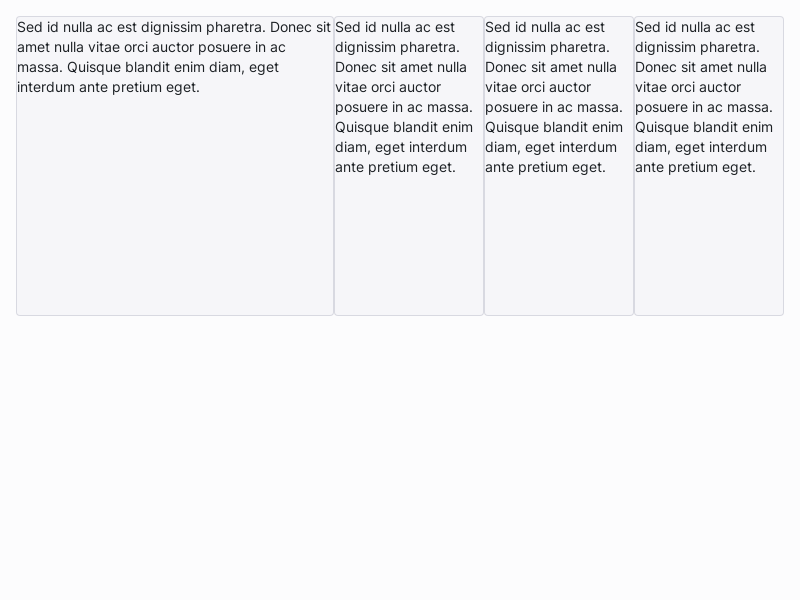 Sed id nulla ac est dignissim pharetra. Donec sit
amet nulla vitae orci auctor posuere in ac
massa. Quisque blandit enim diam, eget
interdum ante pretium eget.
Sed id nulla ac est
dignissim pharetra.
Donec sit amet nulla
vitae orci auctor
posuere in ac massa.
Quisque blandit enim
diam, eget interdum
ante pretium eget.
Sed id nulla ac est
dignissim pharetra.
Donec sit amet nulla
vitae orci auctor
posuere in ac massa.
Quisque blandit enim
diam, eget interdum
ante pretium eget.
Sed id nulla ac est
dignissim pharetra.
Donec sit amet nulla
vitae orci auctor
posuere in ac massa.
Quisque blandit enim
diam, eget interdum
ante pretium eget.